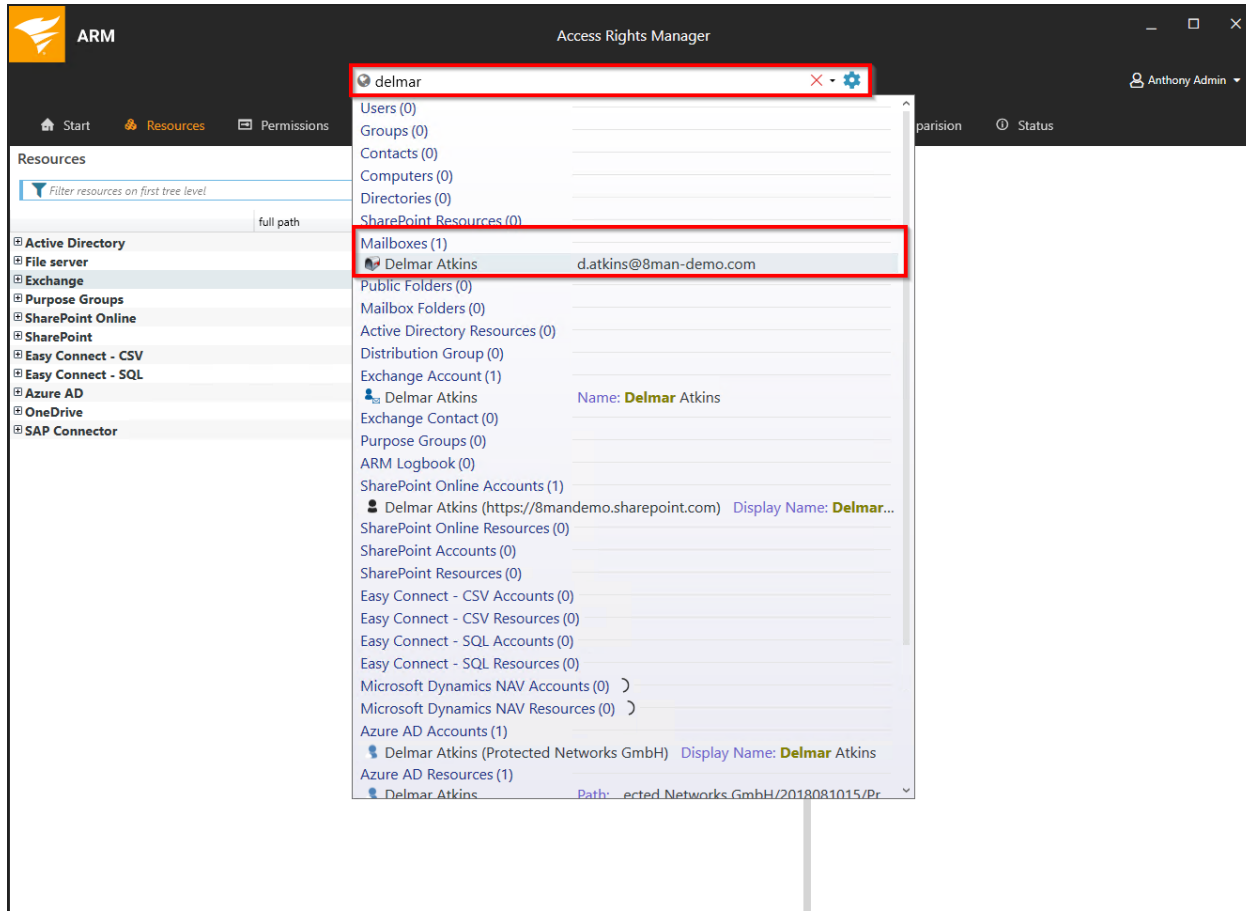 ARM
Access Rights Manager
delmar
Anthony Admin
Start Resources Permissions parision Status
Resources
Filter resources on first tree level
full path
Active Directory
File server
Exchange
Purpose Groups
SharePoint Online
SharePoint
Easy Connect - CSV
Easy Connect - SQL
Azure AD
OneDrive
SAP Connector
Users (0)
Groups (0)
Contacts (0)
Computers (0)
Directories (0)
SharePoint Resources (0)
Mailboxes (1)
Delmar Atkins d.atkins@8man-demo.com
Public Folders (0)
Mailbox Folders (0)
Active Directory Resources (0)
Distribution Group (0)
Exchange Account (1)
Delmar Atkins Name: Delmar Atkins
Exchange Contact (0)
Purpose Groups (0)
ARM Logbook (0)
SharePoint Online Accounts (1)
Delmar Atkins (https://8mandemo.sharepoint.com) Display Name: Delmar...
SharePoint Online Resources (0)
SharePoint Accounts (0)
SharePoint Resources (0)
Easy Connect - CSV Accounts (0)
Easy Connect - CSV Resources (0)
Easy Connect - SQL Accounts (0)
Easy Connect - SQL Resources (0)
Microsoft Dynamics NAV Accounts (0)
Microsoft Dynamics NAV Resources (0)
Azure AD Accounts (1)
Delmar Atkins (Protected Networks GmbH) Display Name: Delmar Atkins
Azure AD Resources (1)
Delmar Atkins Path: ected Networks GmbH/2018081015/Pr